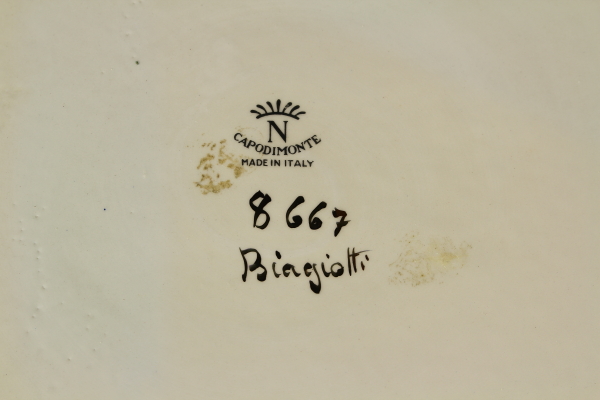 N
CAPODIMONTE
MADE IN ITALY
8667
Biagiotti